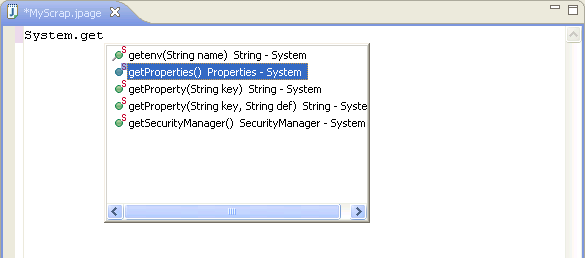 *MyScrap.jpage
System.get
getenv(String name) String - System
getProperties() Properties - System
getProperty(String key) String - System
getProperty(String key, String def) String - Syste
getSecurityManager() SecurityManager - System